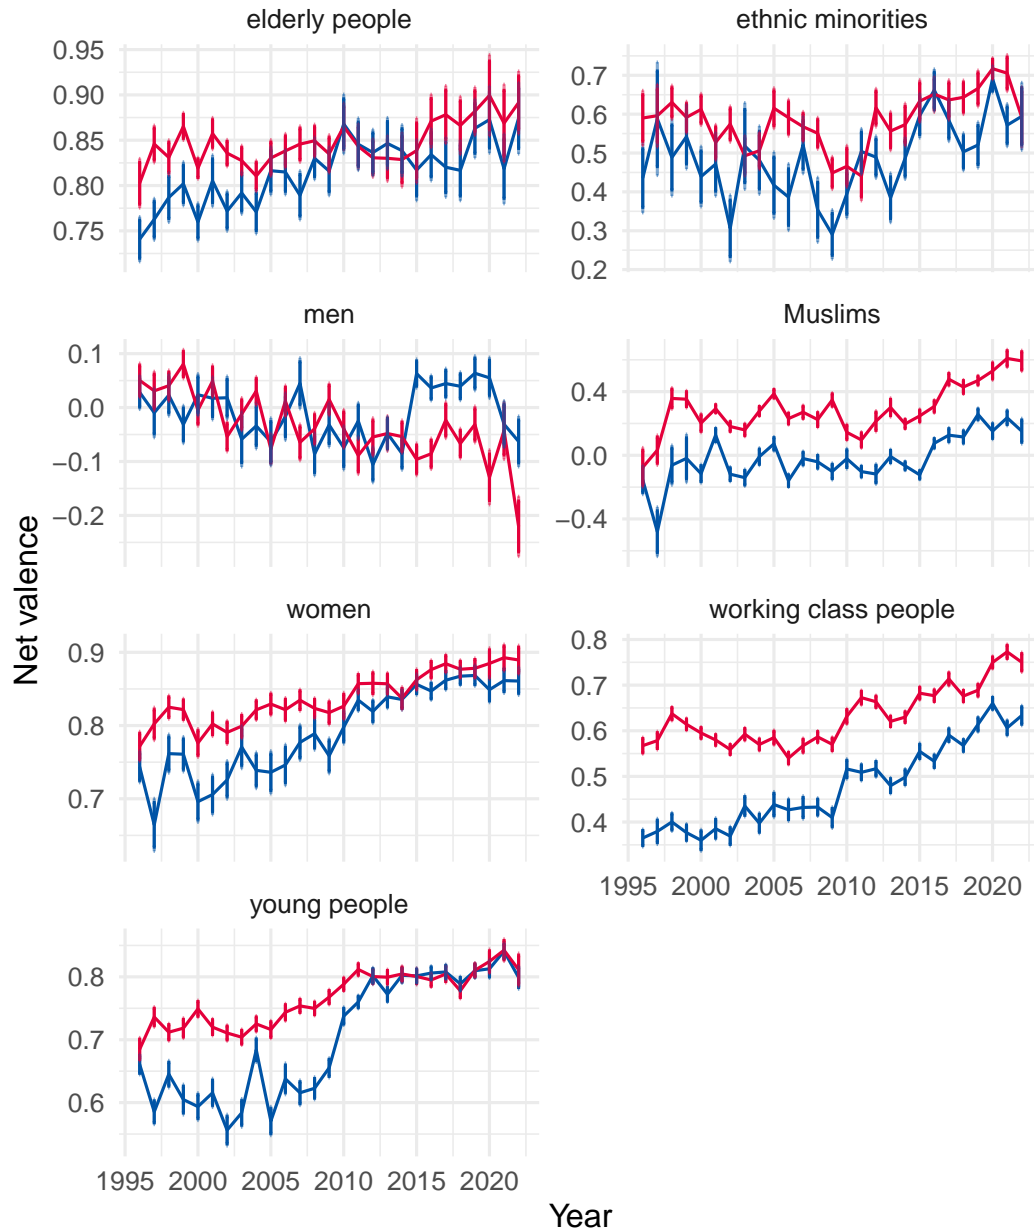 elderly people
ethnic minorities
0.95
0.90
0.85
0.80
0.75
0.7
0.6
0.5
0.4
0.3
0.2
men
Muslims
0.1
0.0
−0.1
−0.2
0.4
0.0
−0.4
women
working class people
0.9
0.8
0.7
0.8
0.7
0.6
0.5
0.4
1995 2000 2005 2010 2015 2020
young people
0.8
0.7
0.6
1995 2000 2005 2010 2015 2020
Net valence
Year